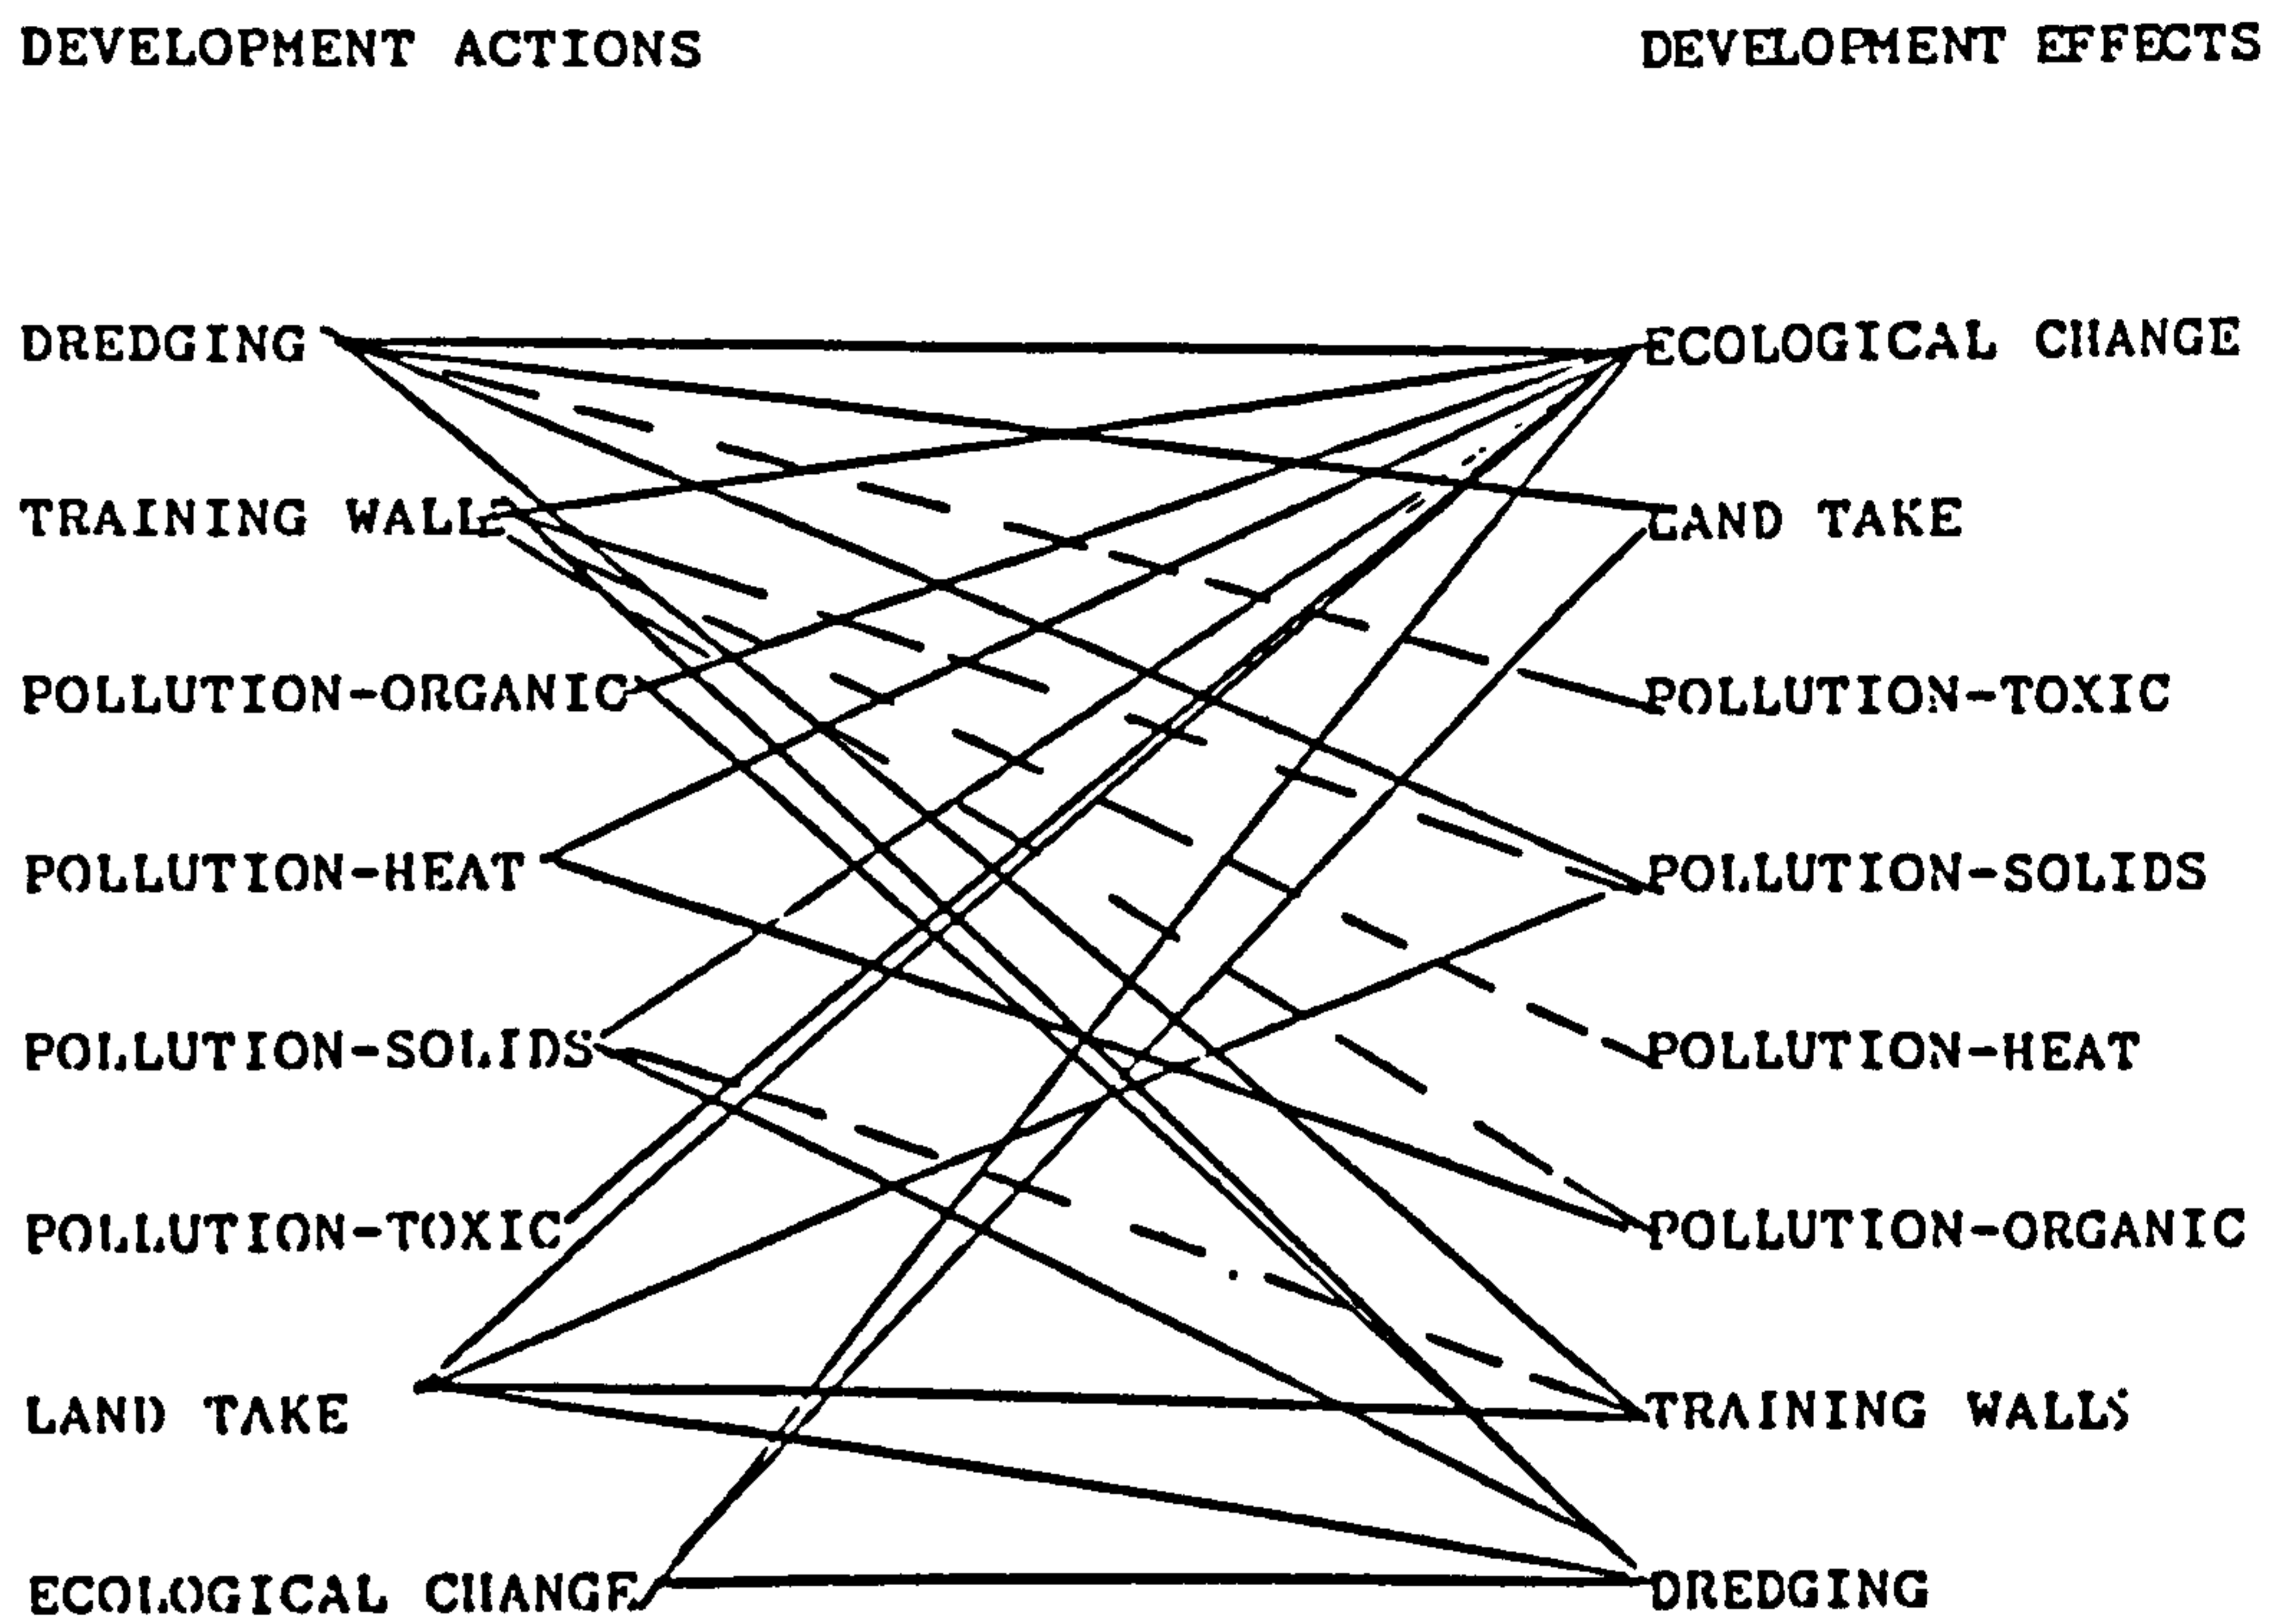 DEVELOPMENT ACTIONS DEVELOPMENT EFFECTS
DREDGING ECOLOGICAL CHANGE
TRAINING WALLS LAND TAKE
POLLUTION-ORGANIC POLLUTION-TOXIC
POLLUTION-HEAT POLLUTION-SOLIDS
POLLUTION-SOLIDS POLLUTION-HEAT
POLLUTION-TOXIC POLLUTION-ORGANIC
LAND TAKE TRAINING WALLS
ECOLOGICAL CHANGE DREDGING